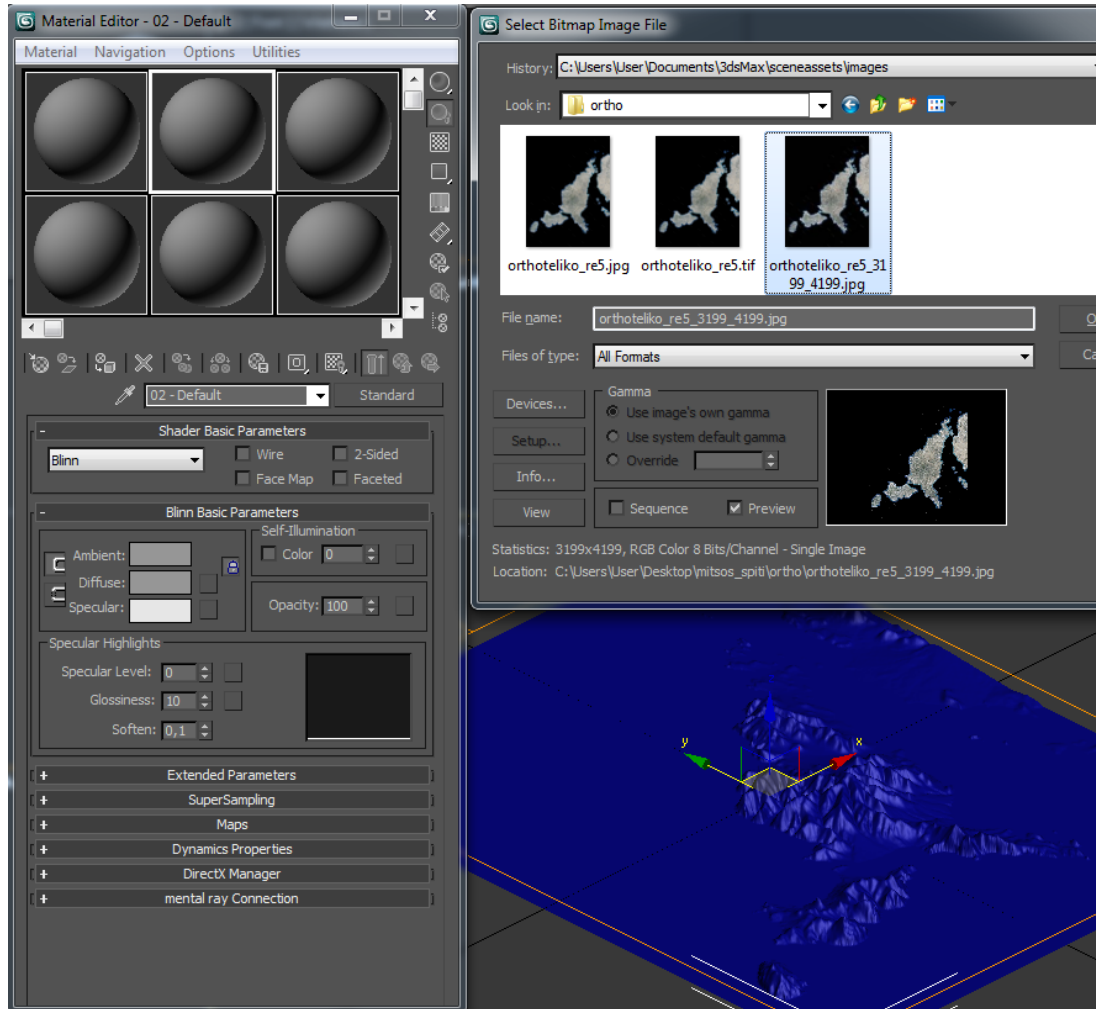 Material Editor - 02 - Default
Material Navigation Options Utilities
02 - Default
Standard
- Shader Basic Parameters
Blinn
Wire
2-Sided
Face Map
Faceted
- Blinn Basic Parameters
Self-Illumination
Ambient:
Color 0
Diffuse:
Specular:
Opacity: 100
Specular Highlights
Specular Level: 0
Glossiness: 10
Soften: 0,1
+ Extended Parameters
+ SuperSampling
+ Maps
+ Dynamics Properties
+ DirectX Manager
+ mental ray Connection
Select Bitmap Image File
History: C:\Users\User\Documents\3dsMax\sceneassets\images
Look in: ortho
orthoteliko_re5.jpg
orthoteliko_re5.tif
orthoteliko_re5_31
99_4199.jpg
File name: orthoteliko_re5_3199_4199.jpg
Files of type: All Formats
Devices...
Setup...
Info...
View
Gamma
Use image's own gamma
Use system default gamma
Override
Sequence
Preview
Statistics: 3199x4199, RGB Color 8 Bits/Channel - Single Image
Location: C:\Users\User\Desktop\mitsos_spiti\ortho\orthoteliko_re5_3199_4199.jpg
y
x